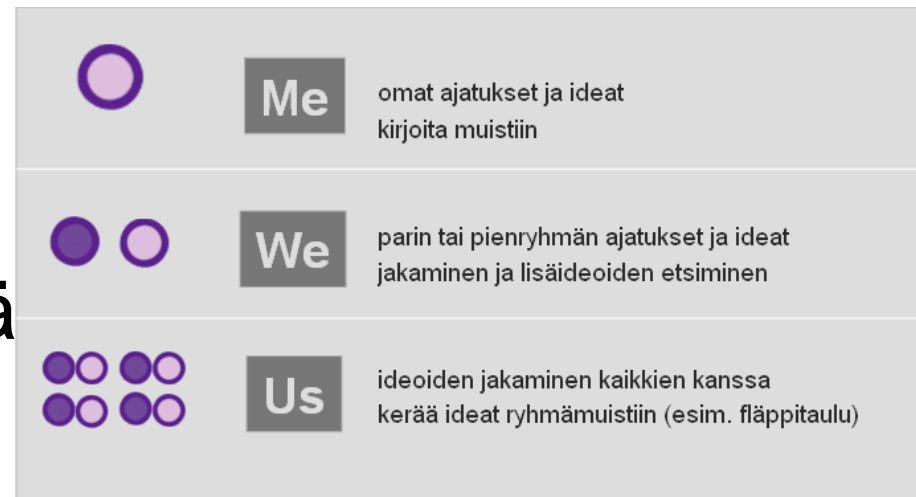 Me
omat ajatukset ja ideat
kirjoita muistiin
We
parin tai pienryhmän ajatukset ja ideat
jakaminen ja lisäideoiden etsiminen
ä
Us
ideoiden jakaminen kaikkien kanssa
kerää ideat ryhmämuistiin (esim. fläppitaulu)